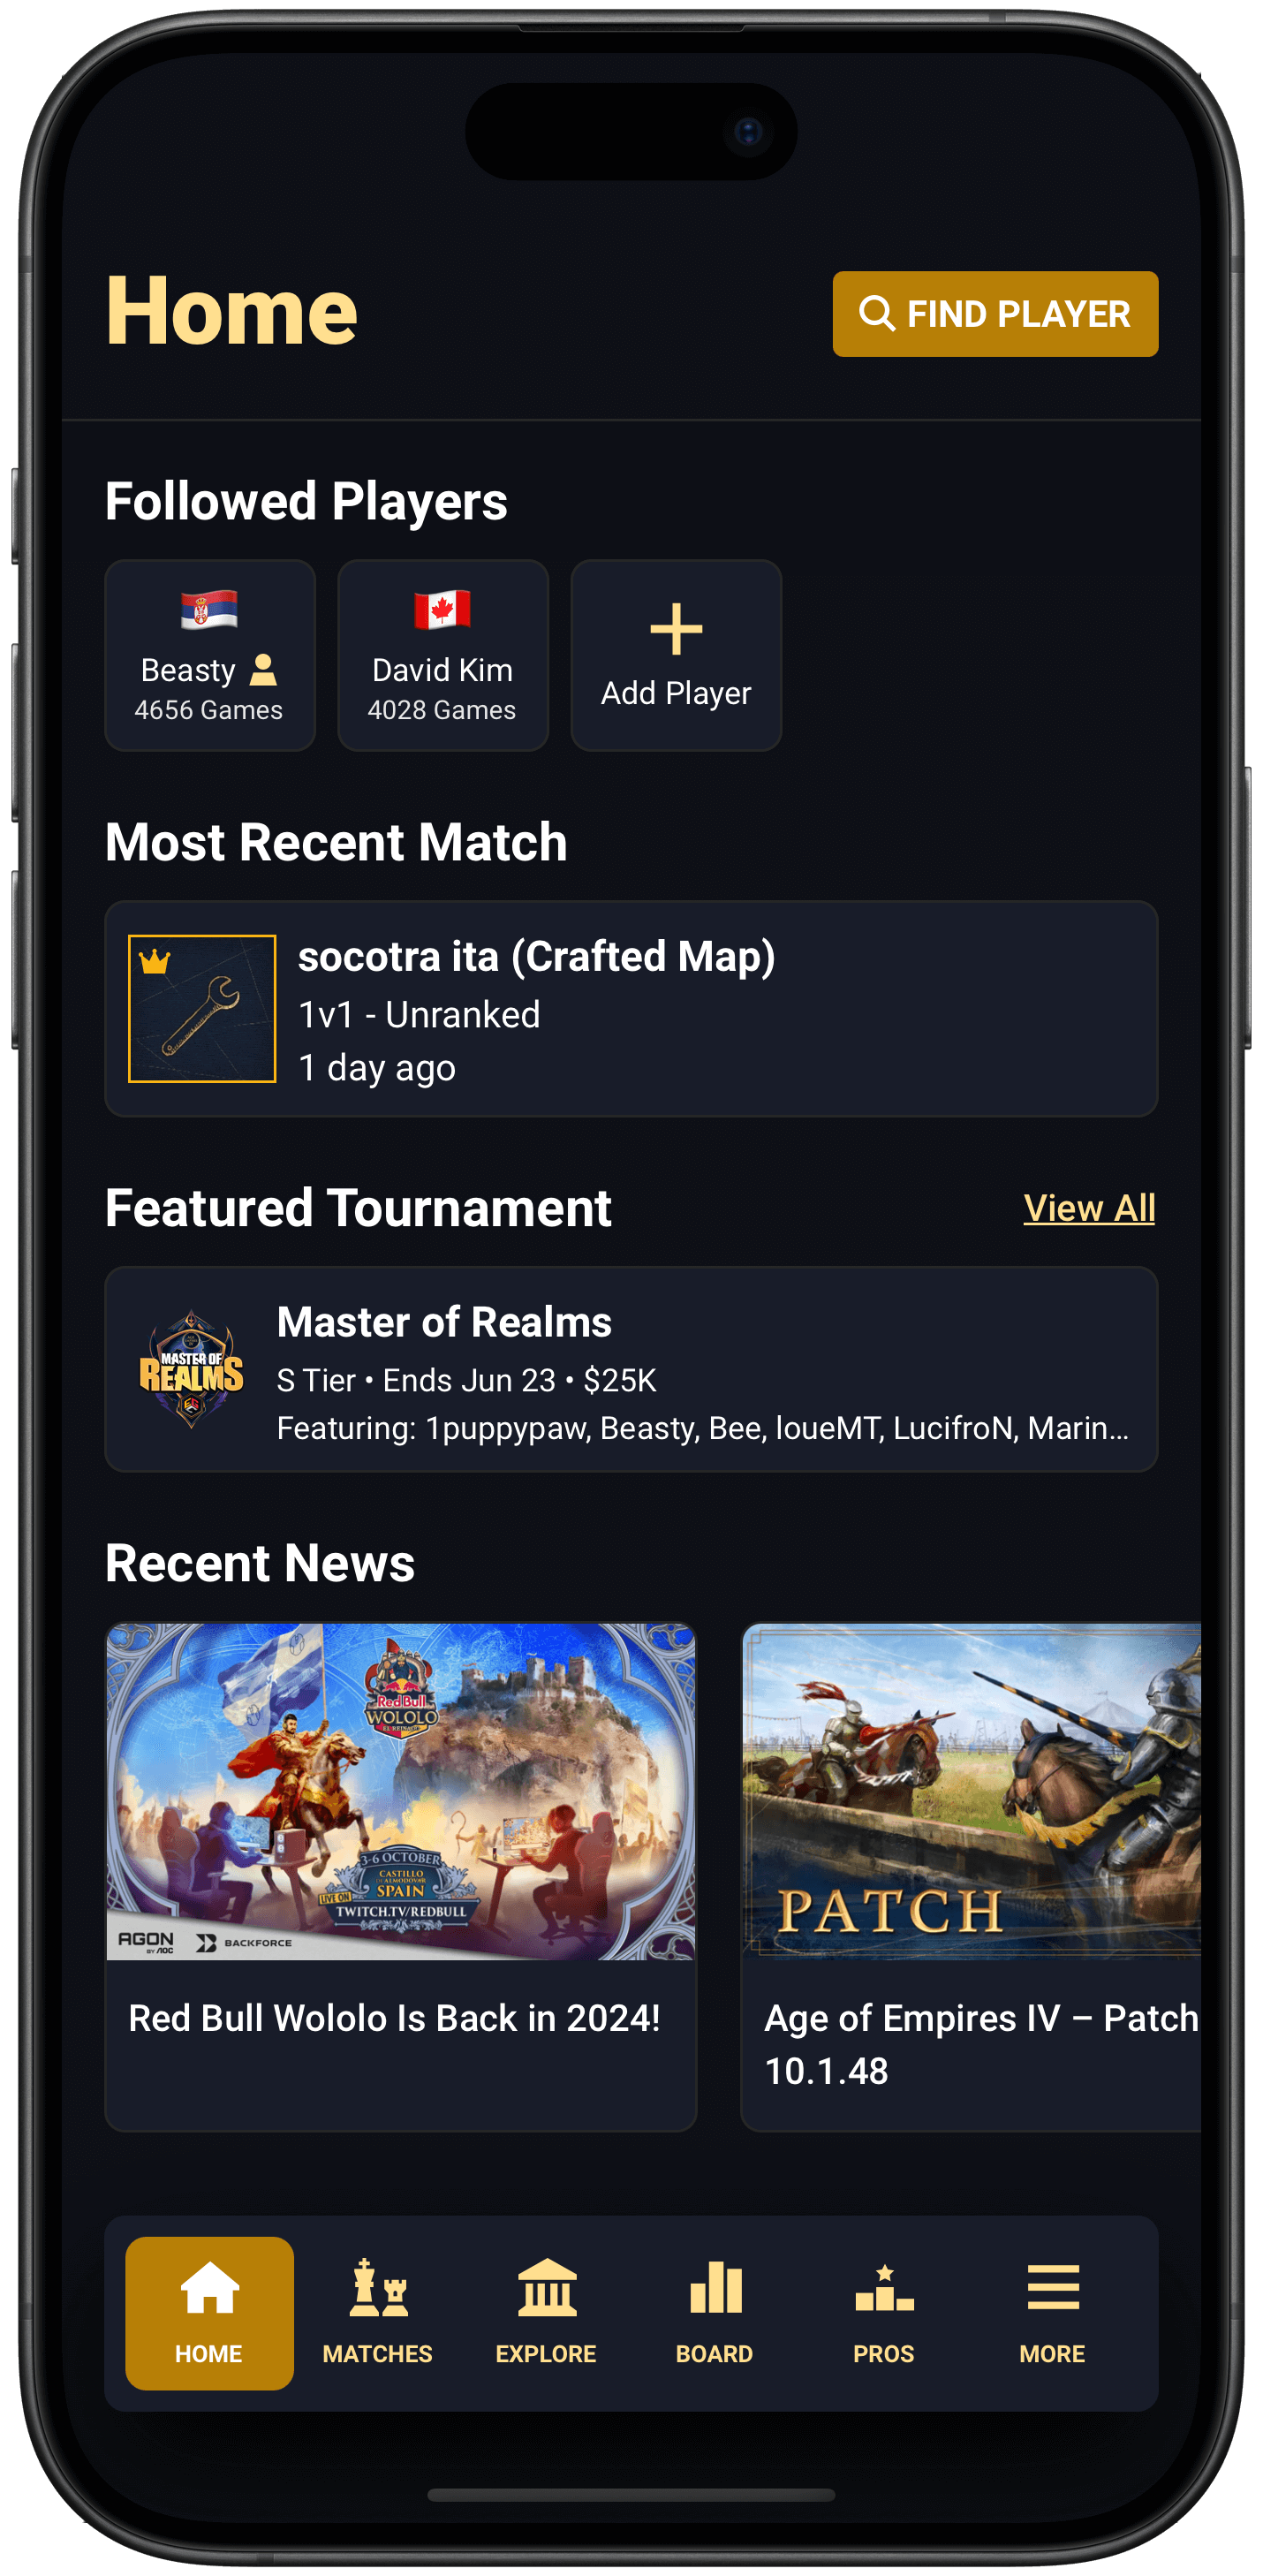 Home
FIND PLAYER
Followed Players
Beasty
4656 Games
David Kim
4028 Games
Add Player
Most Recent Match
socotra ita (Crafted Map)
1v1 - Unranked
1 day ago
Featured Tournament
View All
MASTER OF
REALMS
Master of Realms
S Tier • Ends Jun 23 • $25K
Featuring: 1puppypaw, Beasty, Bee, loueMT, LucifroN, Marin...
Recent News
Red Bull
WOLOLO
EL REINADO
3-6 OCTOBER
CASTILLO
DE ALMODOVAR
SPAIN
LIVE ON
TWITCH.TV/REDBULL
AGON
BY AOC
BACKFORCE
Red Bull Wololo Is Back in 2024!
PATCH
Age of Empires IV – Patch
10.1.48
HOME
MATCHES
EXPLORE
BOARD
PROS
MORE